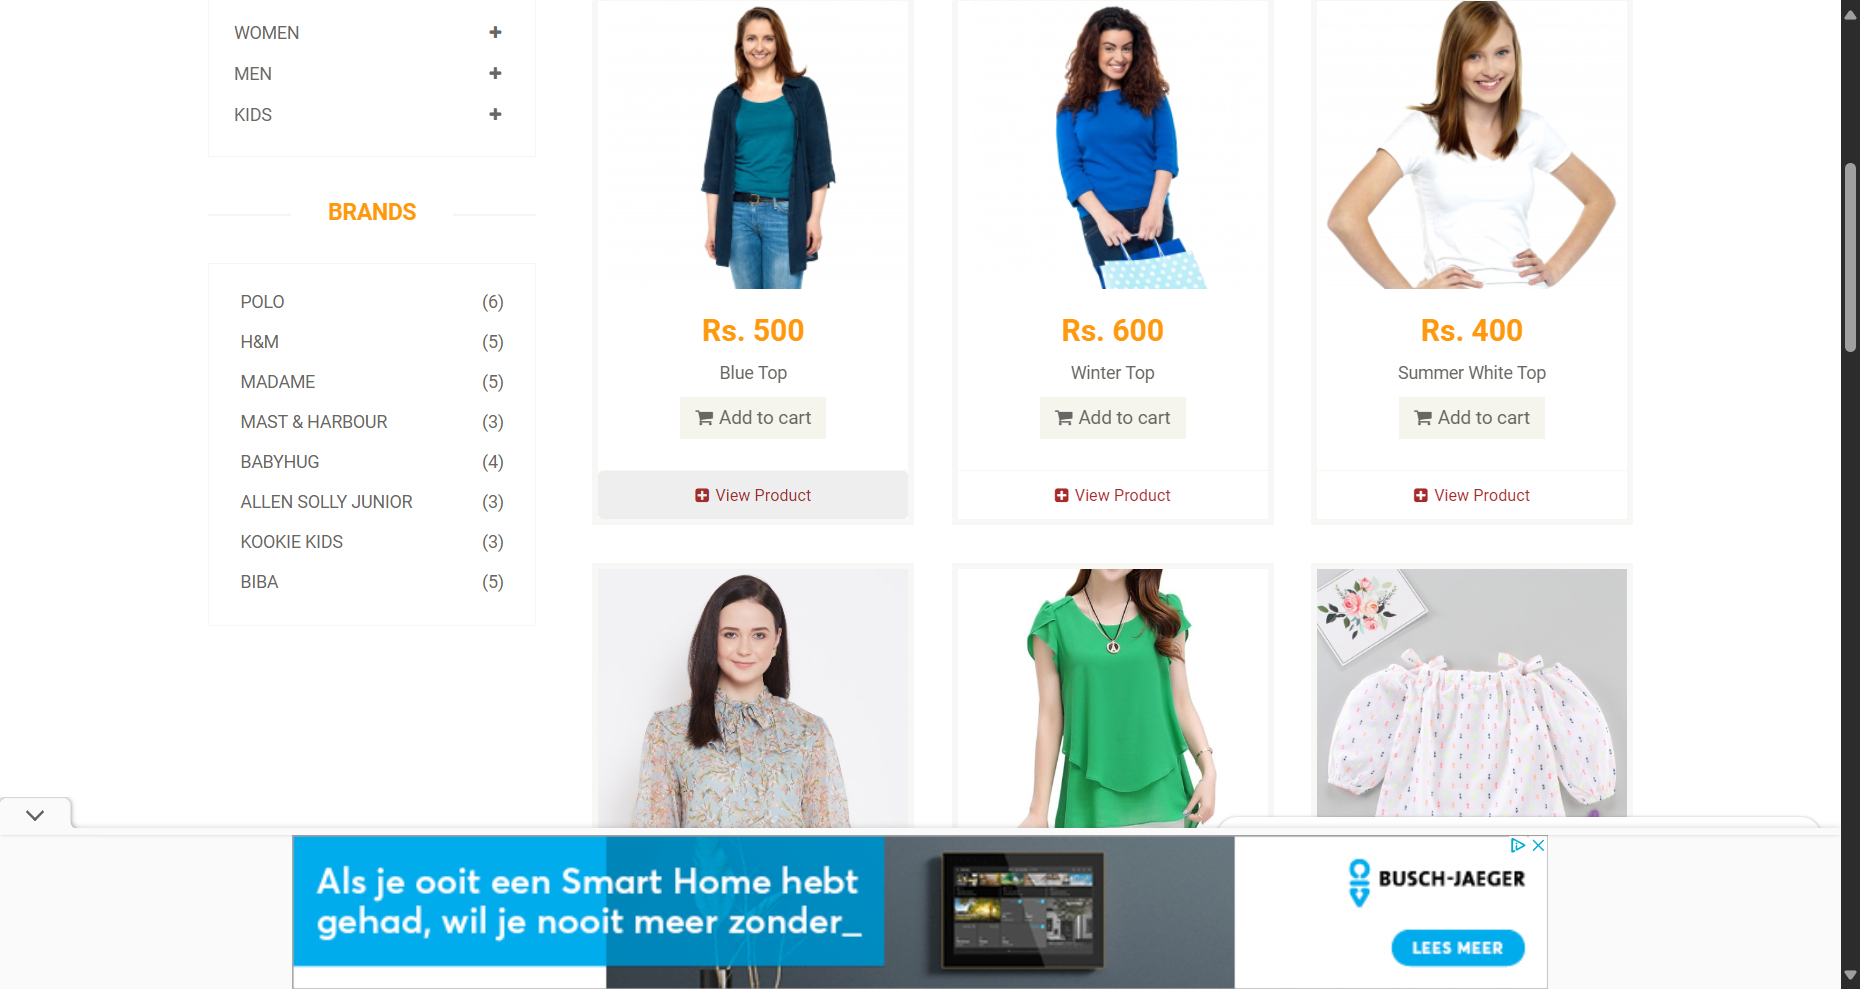 WOMEN
MEN
KIDS
BRANDS
POLO (6)
H&M (5)
MADAME (5)
MAST & HARBOUR (3)
BABYHUG (4)
ALLEN SOLLY JUNIOR (3)
KOOKIE KIDS (3)
BIBA (5)
Rs. 500
Blue Top
Add to cart
View Product
Rs. 600
Winter Top
Add to cart
View Product
Rs. 400
Summer White Top
Add to cart
View Product
Als je ooit een Smart Home hebt
gehad, wil je nooit meer zonder_
BUSCH-JAEGER
LEES MEER